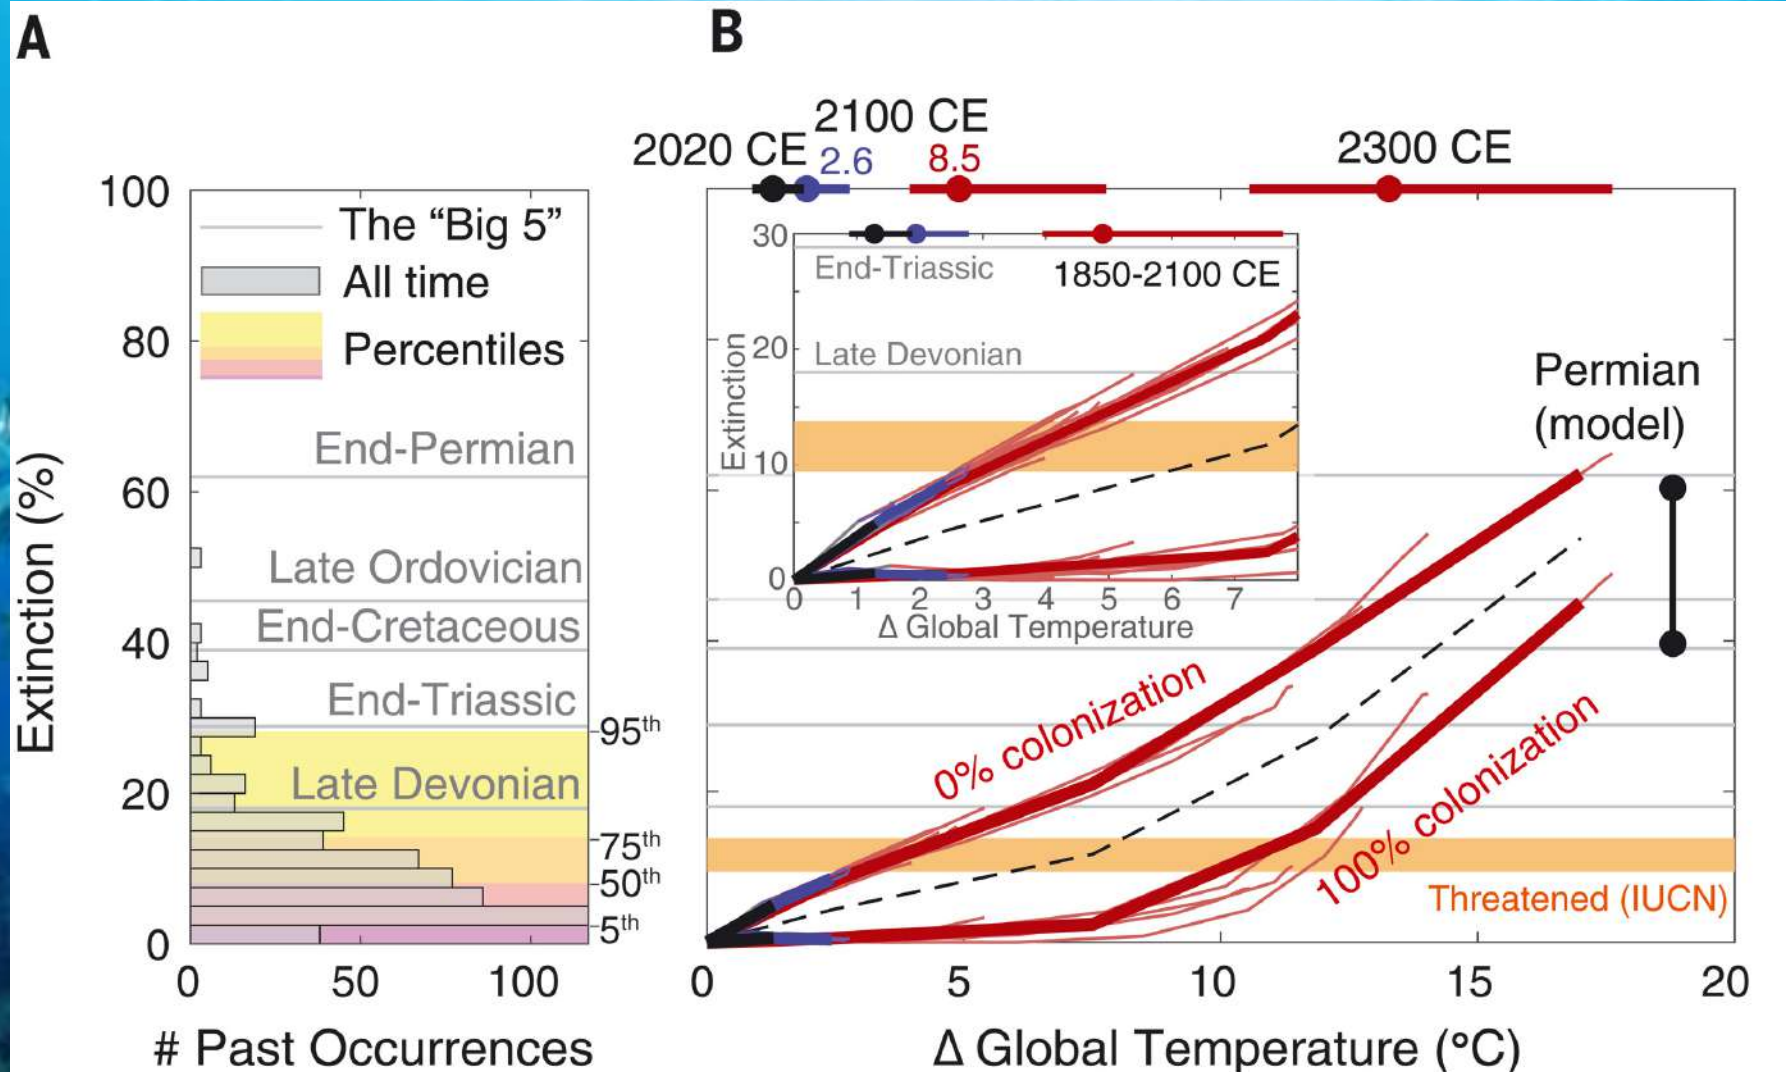 A
100
80
60
40
20
0
Extinction (%)
The “Big 5”
All time
Percentiles
End-Permian
Late Ordovician
End-Cretaceous
End-Triassic
Late Devonian
95th
75th
50th
5th
0
50
100
# Past Occurrences
B
2020 CE
2100 CE
2.6
8.5
2300 CE
30
20
10
0
Extinction
End-Triassic
1850-2100 CE
Late Devonian
0
1
2
3
4
5
6
7
Δ Global Temperature
Permian
(model)
0% colonization
100% colonization
Threatened (IUCN)
0
5
10
15
20
Δ Global Temperature (°C)